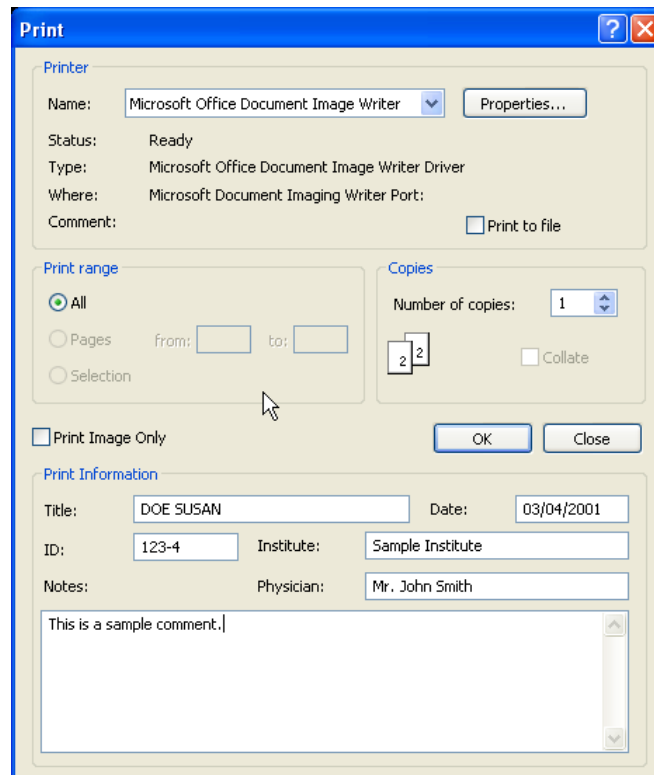 Print
Printer
Name: Microsoft Office Document Image Writer Properties...
Status: Ready
Type: Microsoft Office Document Image Writer Driver
Where: Microsoft Document Imaging Writer Port:
Comment: Print to file
Print range
All
Pages from: to:
Selection
Copies
Number of copies: 1
2 2
Collate
Print Image Only OK Close
Print Information
Title: DOE SUSAN Date: 03/04/2001
ID: 123-4 Institute: Sample Institute
Notes: Physician: Mr. John Smith
This is a sample comment.